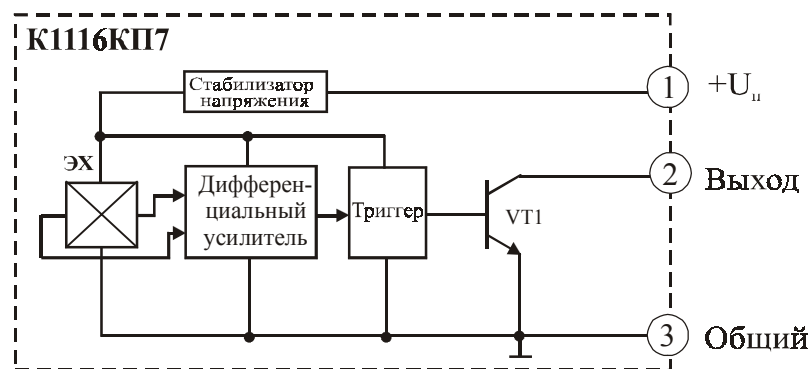 К1116КП7
Стабилизатор
напряжения
1
+Uп
ЭХ
Дифферен-
циальный
усилитель
Триггер
VT1
2
Выход
3
Общий